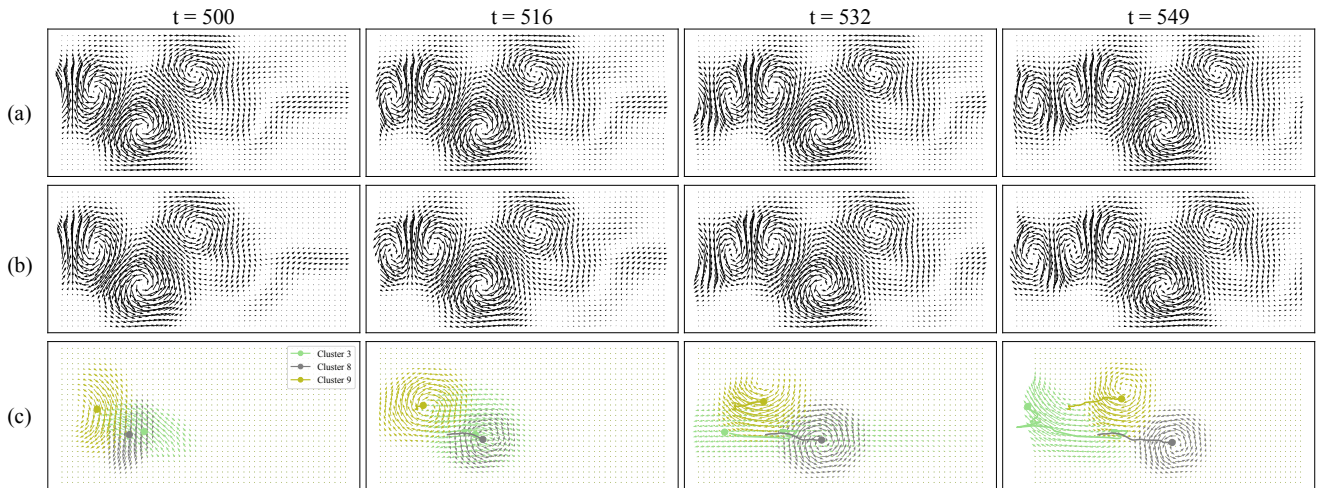 t = 500 t = 516 t = 532 t = 549
(a)
(b)
(c)
Cluster 3
Cluster 8
Cluster 9